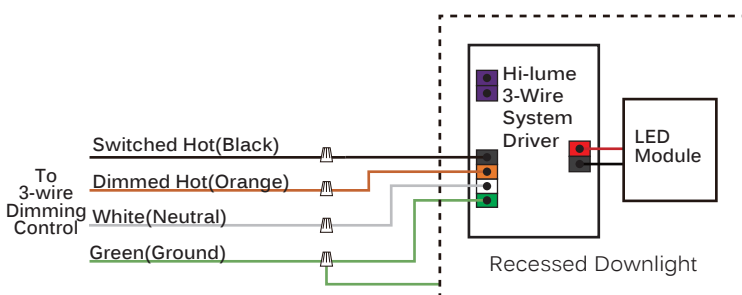 Hi-lume
3-Wire
System
Driver
LED
Module
Switched Hot(Black)
Dimmed Hot(Orange)
White(Neutral)
Green(Ground)
To
3-wire
Dimming
Control
Recessed Downlight